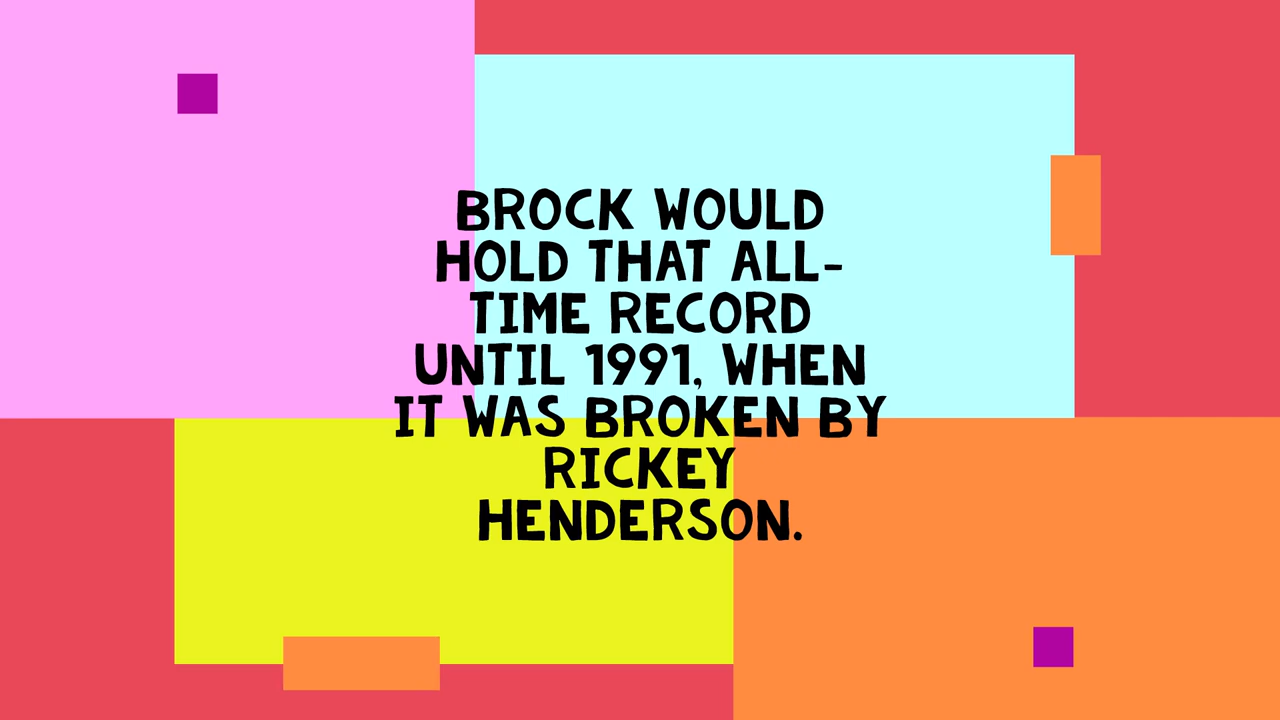 BROCK WOULD
HOLD THAT ALL-
TIME RECORD
UNTIL 1991, WHEN
IT WAS BROKEN BY
RICKEY
HENDERSON.